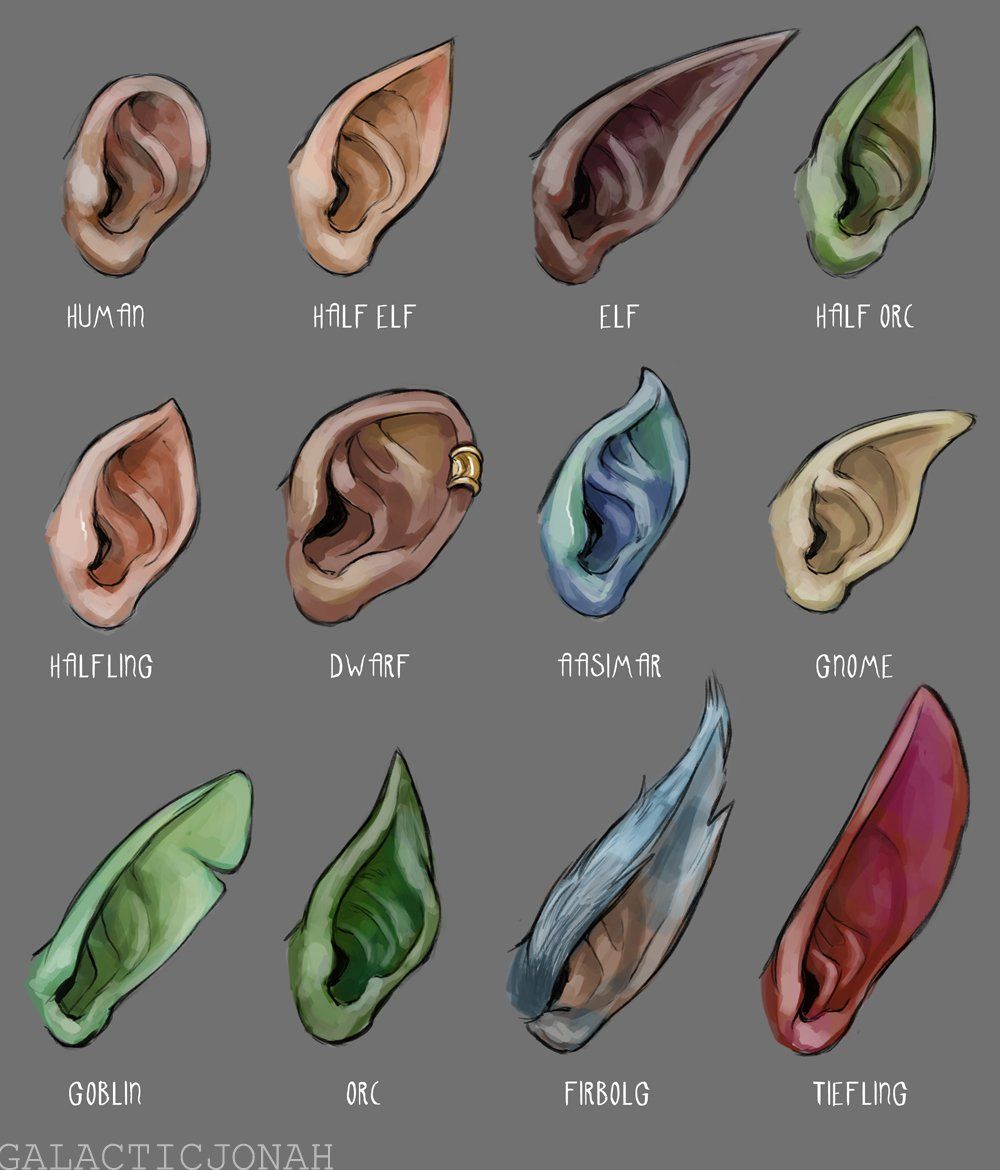 HUMAN
HALF ELF
ELF
HALF ORC
HALFLING
DWARF
AASIMAR
GNOME
GOBLIN
ORC
FIRBOLG
TIEFLING
GALACTICJONAH